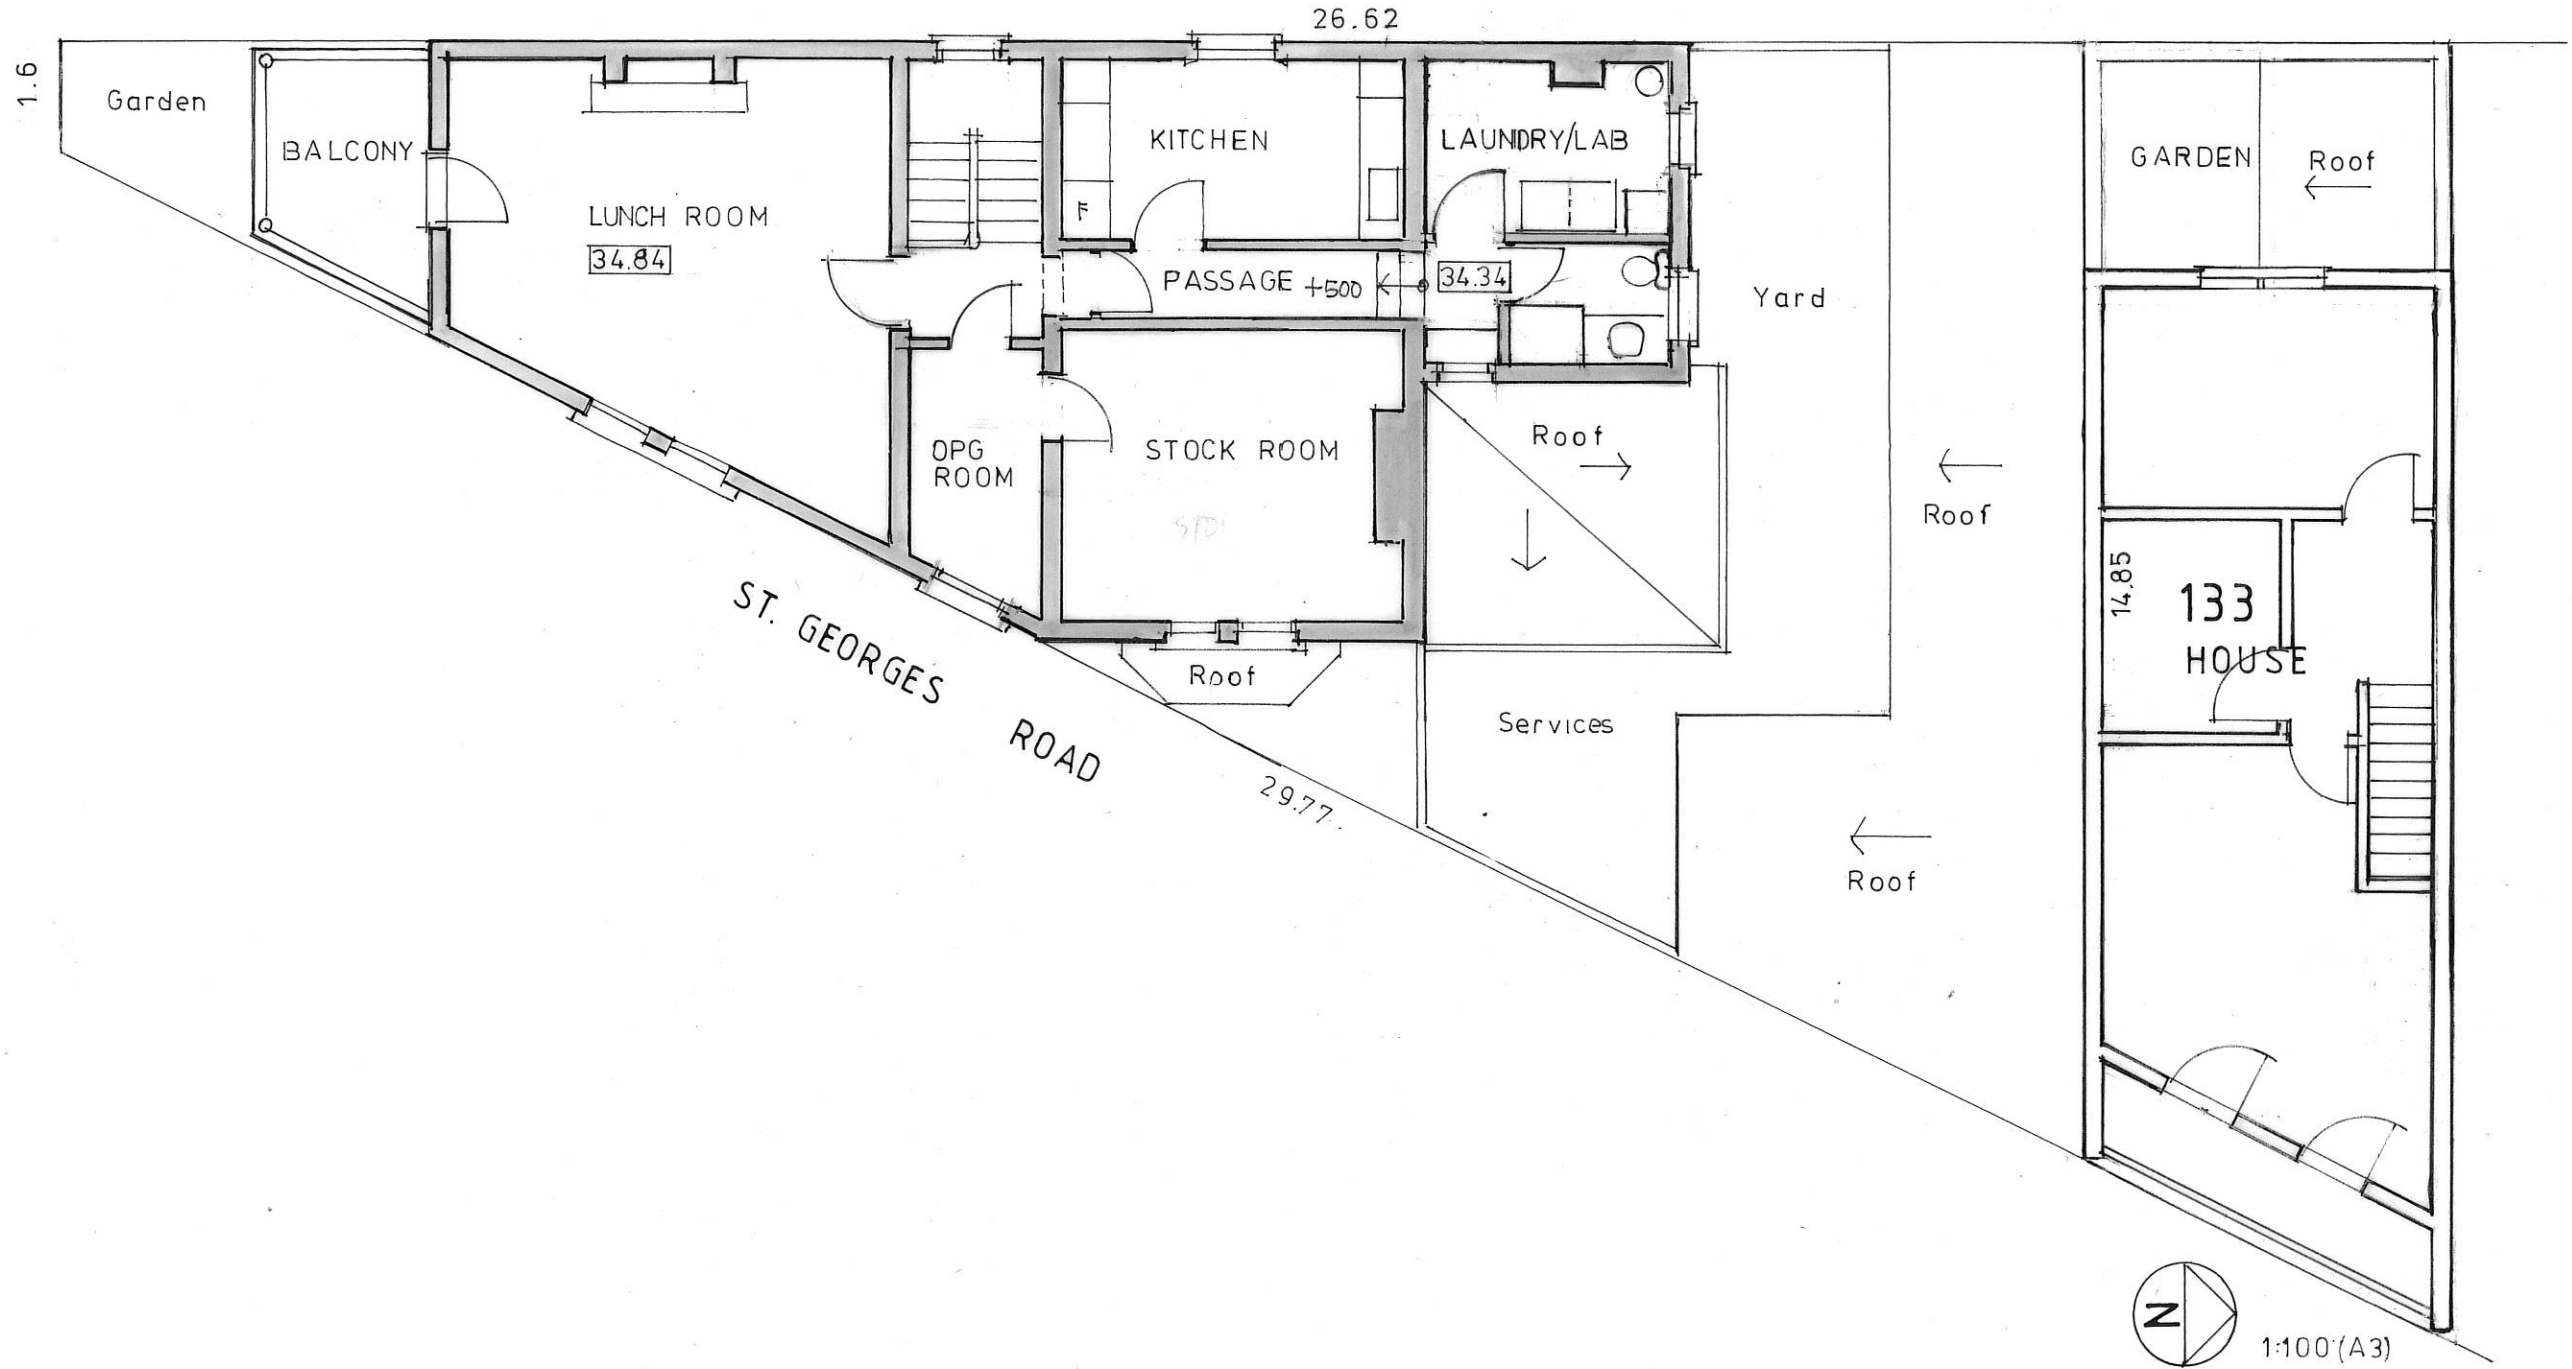 26.62
1.6
Garden
BALCONY
LUNCH ROOM
34.84
KITCHEN
F
LAUNDRY/LAB
PASSAGE +500
34.34
Yard
GARDEN
Roof
OPG
ROOM
STOCK ROOM
Roof
Roof
Roof
Services
Roof
ST. GEORGES ROAD
29.77
14.85
133
HOUSE
N
1:100 (A3)